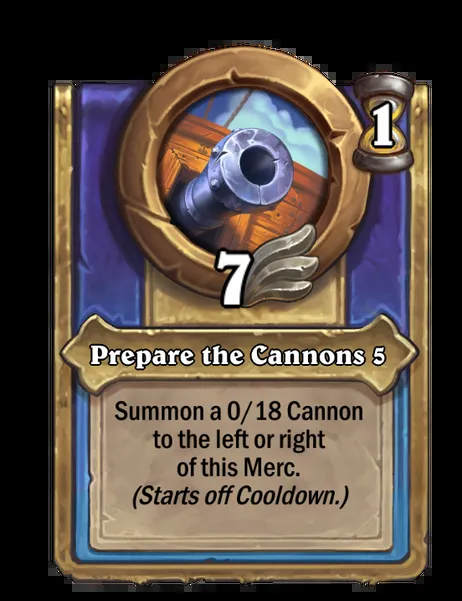 1
7
Prepare the Cannons 5
Summon a 0/18 Cannon
to the left or right
of this Merc.
(Starts off Cooldown.)